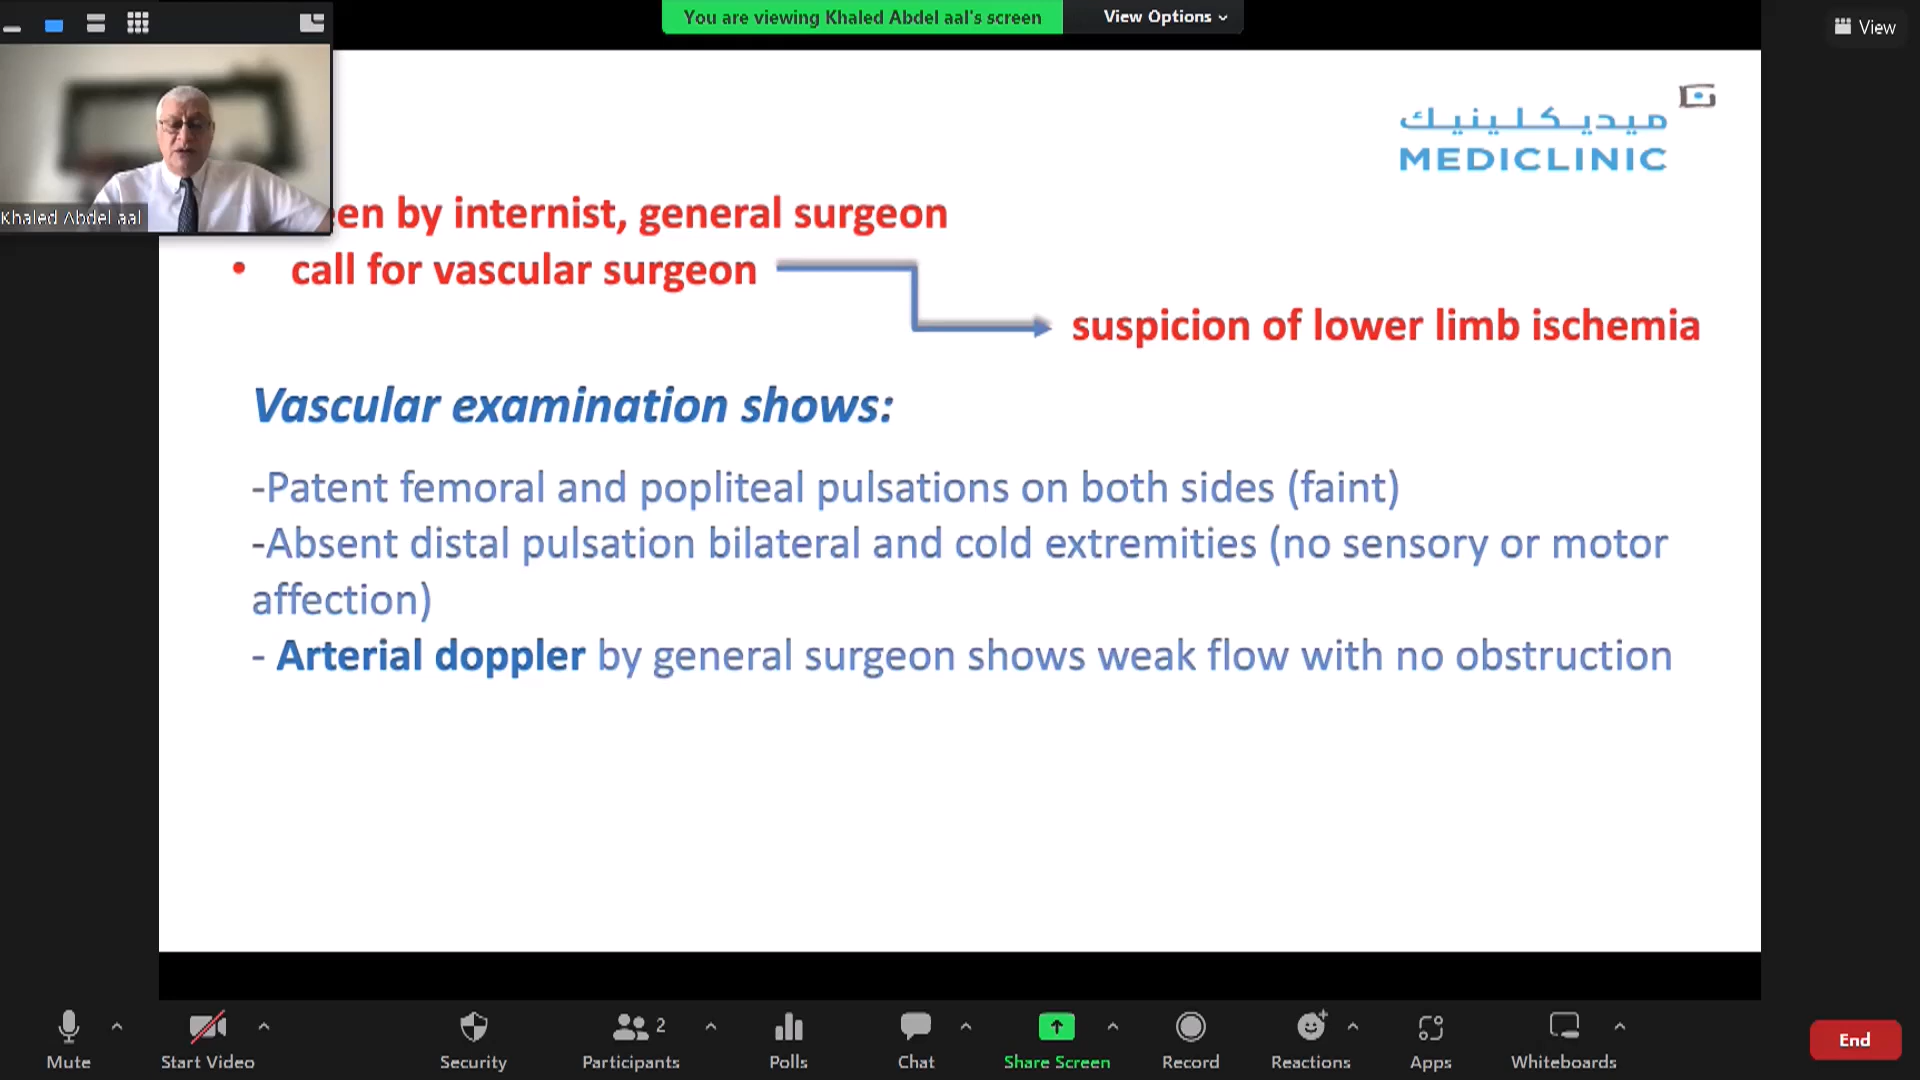 You are viewing Khaled Abdel aal's screen
View Options
View
Khaled Abdel aal
ميديكلينيك
MEDICLINIC
een by internist, general surgeon
• call for vascular surgeon
suspicion of lower limb ischemia
Vascular examination shows:
-Patent femoral and popliteal pulsations on both sides (faint)
-Absent distal pulsation bilateral and cold extremities (no sensory or motor
affection)
- Arterial doppler by general surgeon shows weak flow with no obstruction
Mute
Start Video
Security
2
Participants
Polls
Chat
Share Screen
Record
Reactions
Apps
Whiteboards
End